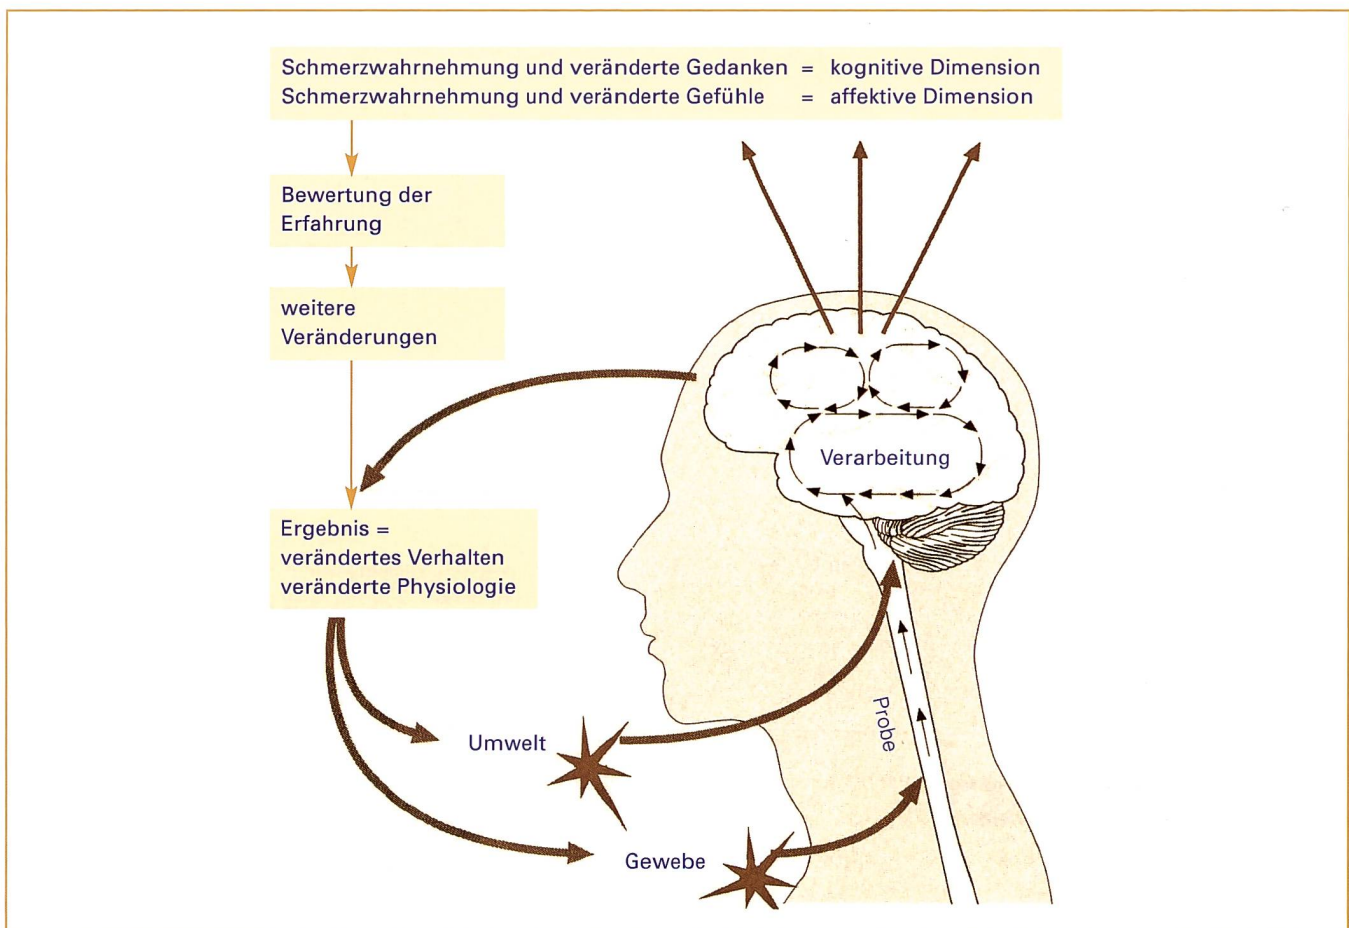 Schmerzwahrnehmung und veränderte Gedanken = kognitive Dimension
Schmerzwahrnehmung und veränderte Gefühle = affektive Dimension
Bewertung der
Erfahrung
weitere
Veränderungen
Verarbeitung
Ergebnis =
verändertes Verhalten
veränderte Physiologie
Probe
Umwelt
Gewebe